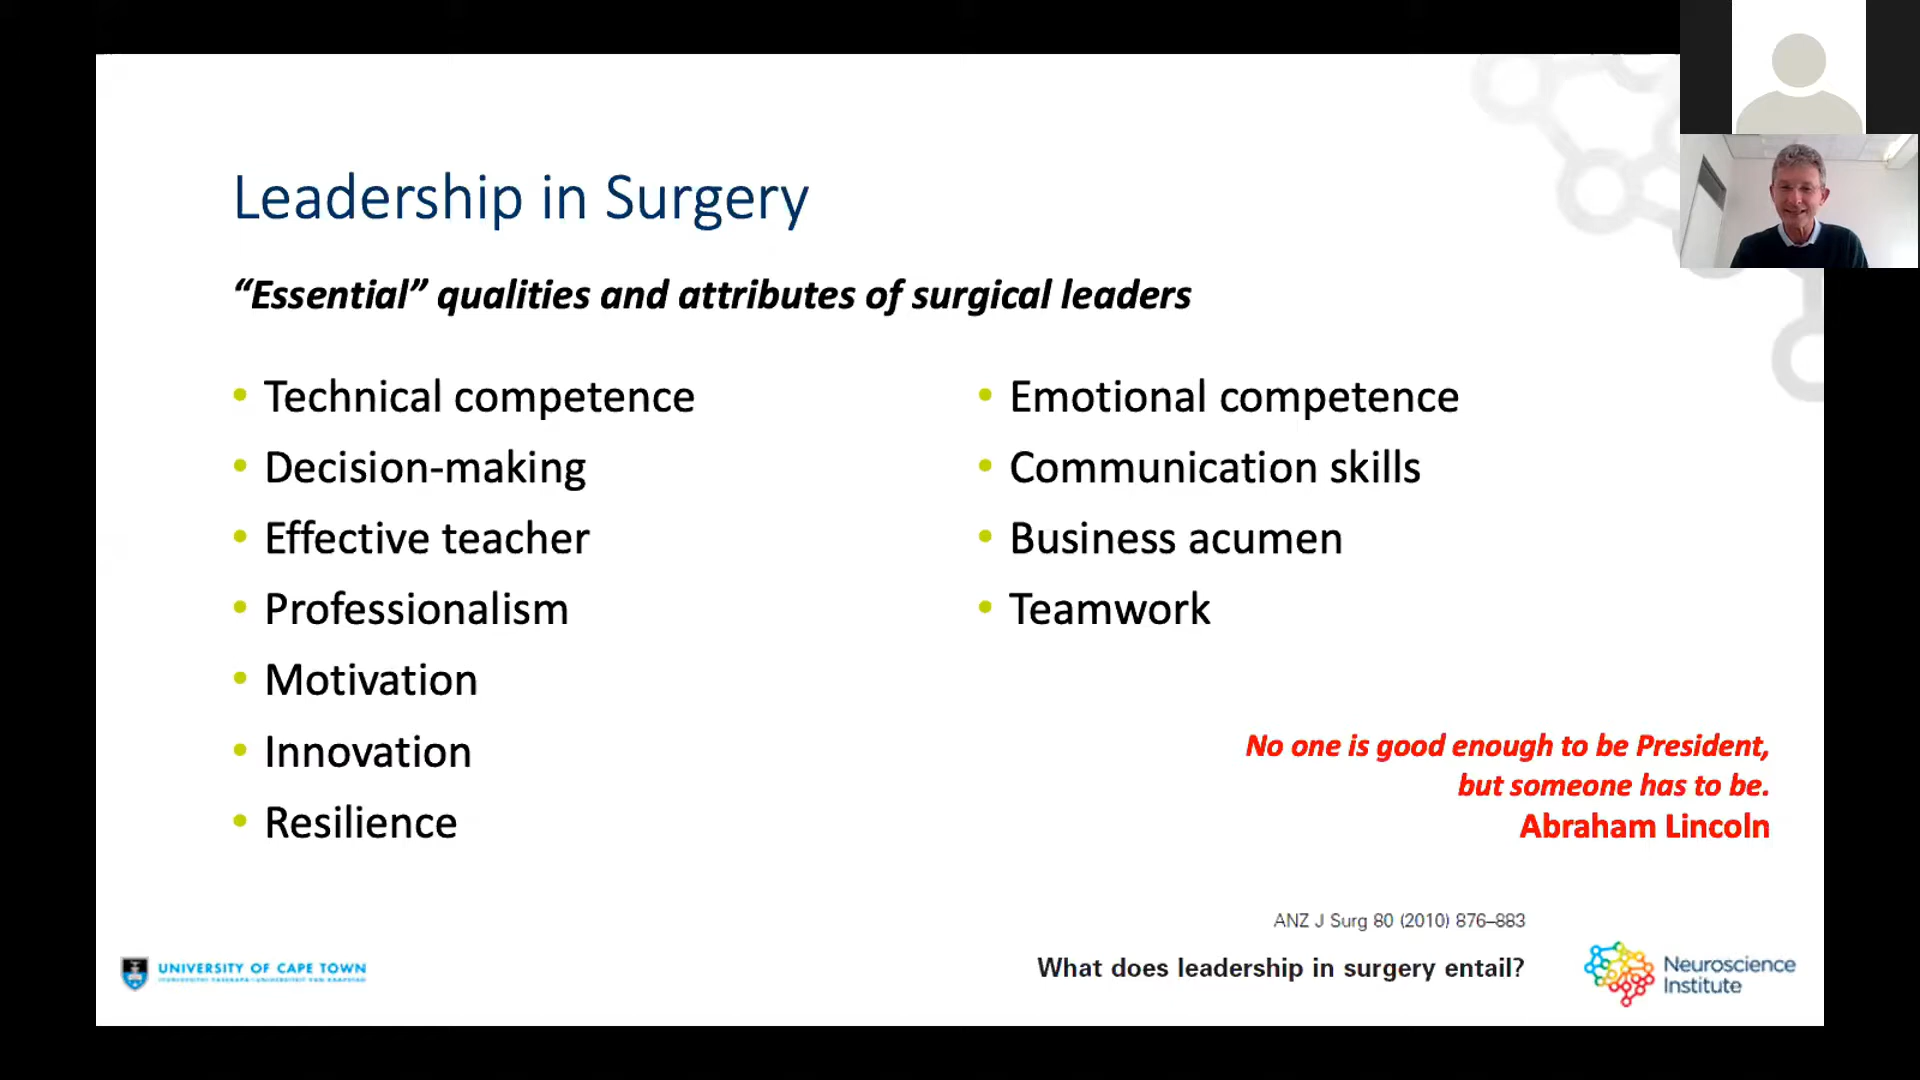 Leadership in Surgery
“Essential” qualities and attributes of surgical leaders
• Technical competence
• Decision-making
• Effective teacher
• Professionalism
• Motivation
• Innovation
• Resilience
• Emotional competence
• Communication skills
• Business acumen
• Teamwork
No one is good enough to be President,
but someone has to be.
Abraham Lincoln
ANZ J Surg 80 (2010) 876–883
What does leadership in surgery entail?
UNIVERSITY OF CAPE TOWN
Neuroscience
Institute